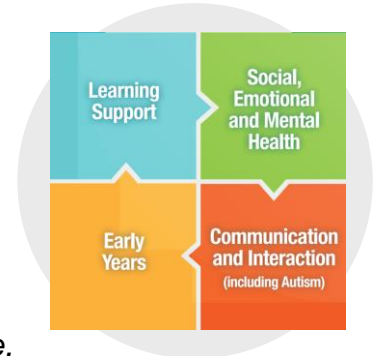 Learning
Support
Social,
Emotional
and Mental
Health
Early
Years
Communication
and Interaction
(including Autism)
e,